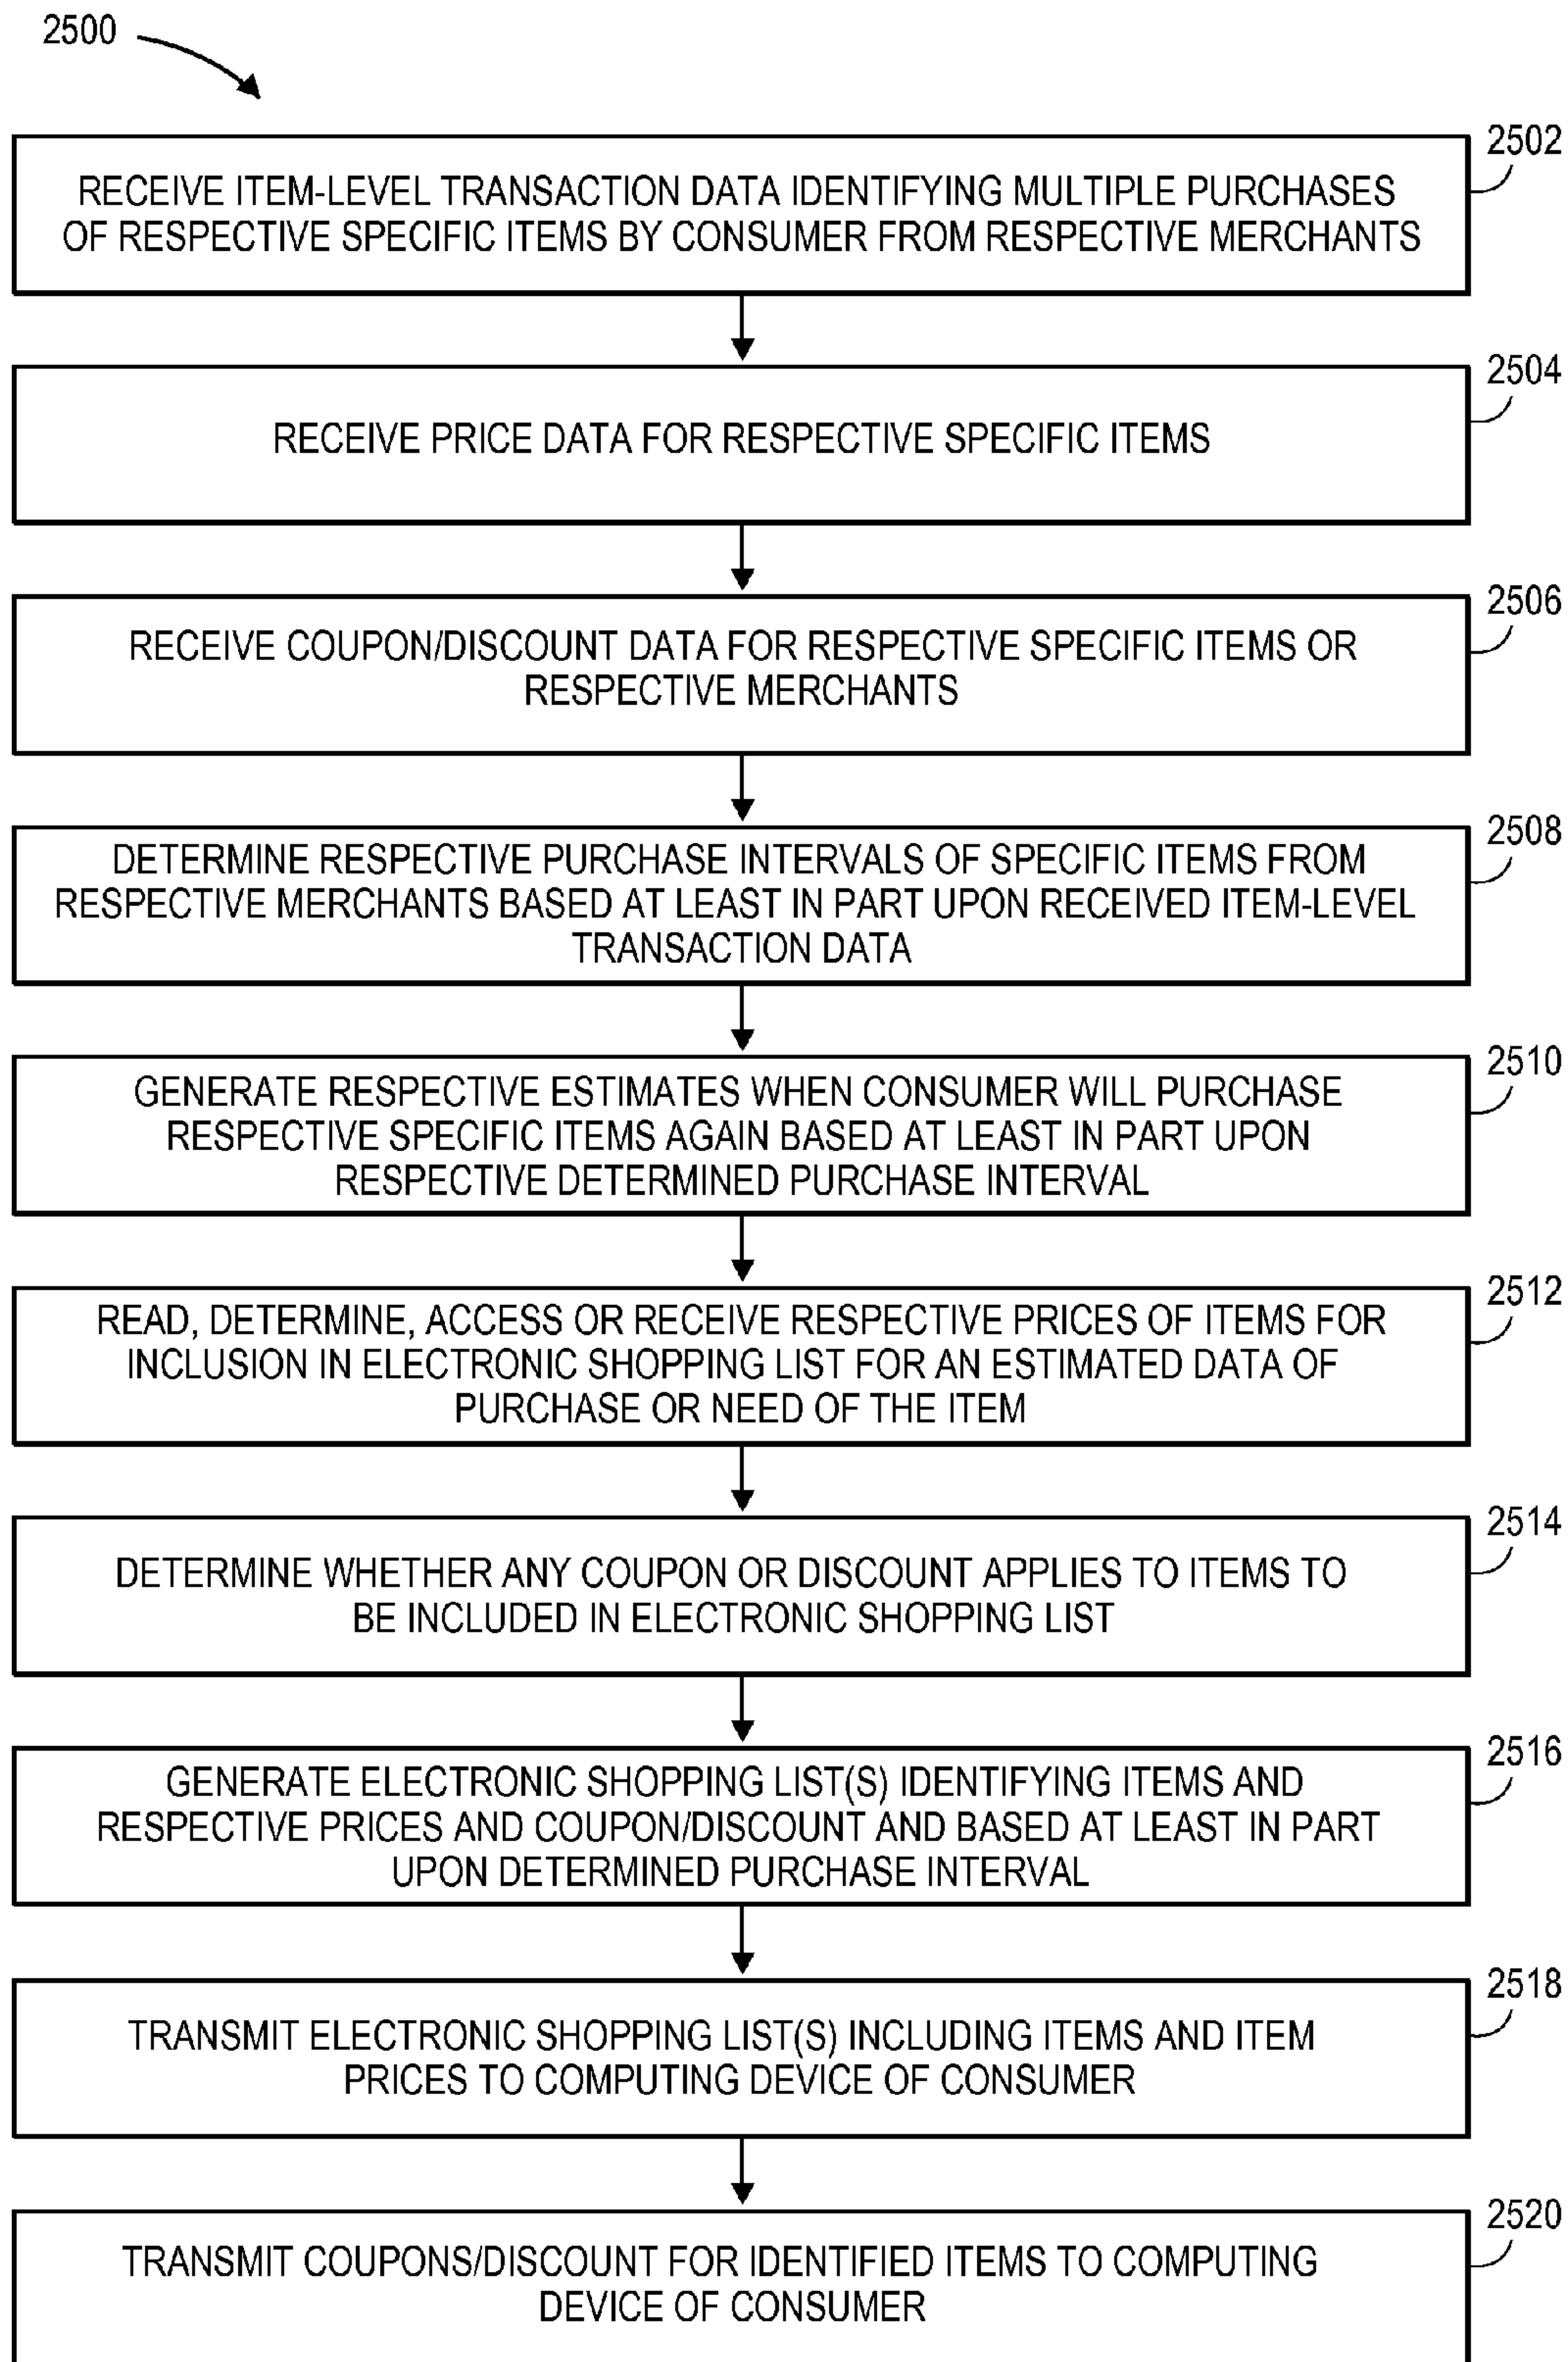 2500
2502
RECEIVE ITEM-LEVEL TRANSACTION DATA IDENTIFYING MULTIPLE PURCHASES
OF RESPECTIVE SPECIFIC ITEMS BY CONSUMER FROM RESPECTIVE MERCHANTS
2504
RECEIVE PRICE DATA FOR RESPECTIVE SPECIFIC ITEMS
2506
RECEIVE COUPON/DISCOUNT DATA FOR RESPECTIVE SPECIFIC ITEMS OR
RESPECTIVE MERCHANTS
2508
DETERMINE RESPECTIVE PURCHASE INTERVALS OF SPECIFIC ITEMS FROM
RESPECTIVE MERCHANTS BASED AT LEAST IN PART UPON RECEIVED ITEM-LEVEL
TRANSACTION DATA
2510
GENERATE RESPECTIVE ESTIMATES WHEN CONSUMER WILL PURCHASE
RESPECTIVE SPECIFIC ITEMS AGAIN BASED AT LEAST IN PART UPON
RESPECTIVE DETERMINED PURCHASE INTERVAL
2512
READ, DETERMINE, ACCESS OR RECEIVE RESPECTIVE PRICES OF ITEMS FOR
INCLUSION IN ELECTRONIC SHOPPING LIST FOR AN ESTIMATED DATA OF
PURCHASE OR NEED OF THE ITEM
2514
DETERMINE WHETHER ANY COUPON OR DISCOUNT APPLIES TO ITEMS TO
BE INCLUDED IN ELECTRONIC SHOPPING LIST
2516
GENERATE ELECTRONIC SHOPPING LIST(S) IDENTIFYING ITEMS AND
RESPECTIVE PRICES AND COUPON/DISCOUNT AND BASED AT LEAST IN PART
UPON DETERMINED PURCHASE INTERVAL
2518
TRANSMIT ELECTRONIC SHOPPING LIST(S) INCLUDING ITEMS AND ITEM
PRICES TO COMPUTING DEVICE OF CONSUMER
2520
TRANSMIT COUPONS/DISCOUNT FOR IDENTIFIED ITEMS TO COMPUTING
DEVICE OF CONSUMER